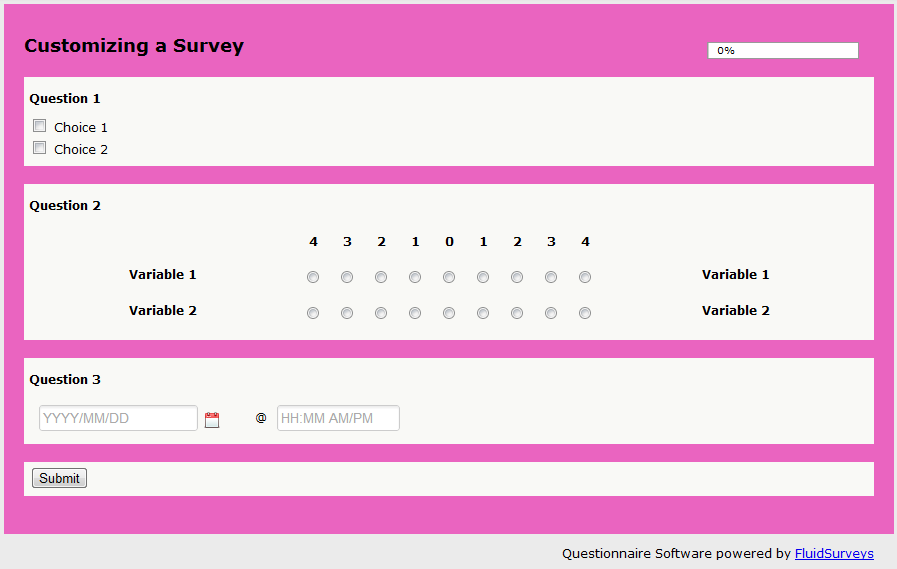 Customizing a Survey
0%
Question 1
Choice 1
Choice 2
Question 2
4 3 2 1 0 1 2 3 4
Variable 1 Variable 1
Variable 2 Variable 2
Question 3
YYYY/MM/DD @ HH:MM AM/PM
Submit
Questionnaire Software powered by FluidSurveys